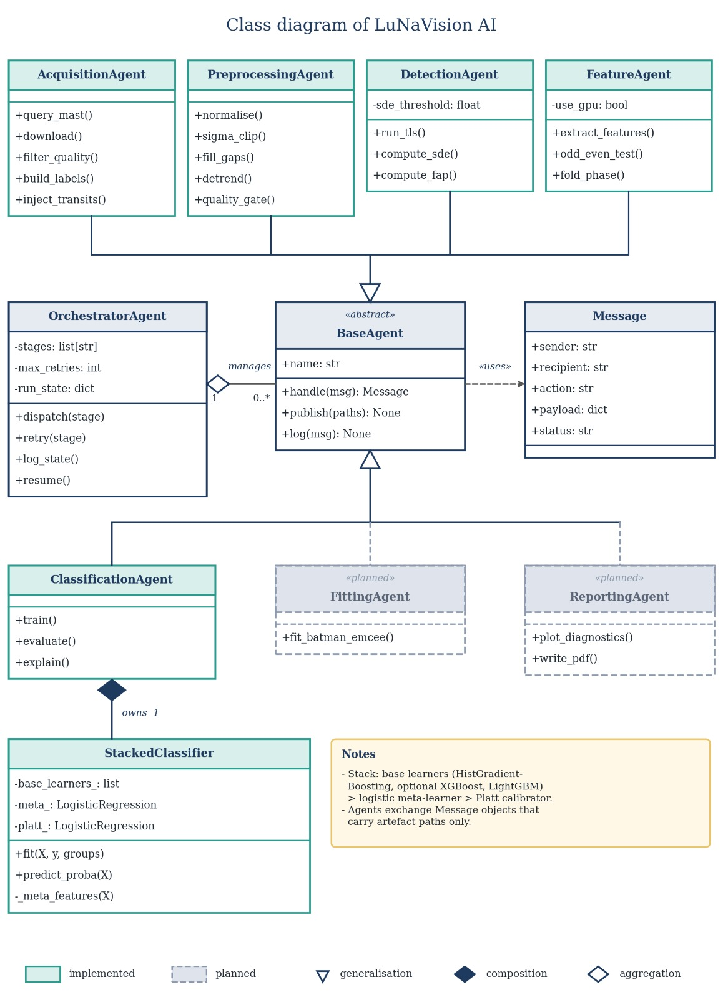 Class diagram of LuNaVision AI
AcquisitionAgent
+query_mast()
+download()
+filter_quality()
+build_labels()
+inject_transits()
PreprocessingAgent
+normalise()
+sigma_clip()
+fill_gaps()
+detrend()
+quality_gate()
DetectionAgent
-sde_threshold: float
+run_tls()
+compute_sde()
+compute_fap()
FeatureAgent
-use_gpu: bool
+extract_features()
+odd_even_test()
+fold_phase()
OrchestratorAgent
-stages: list[str]
-max_retries: int
-run_state: dict
+dispatch(stage)
+retry(stage)
+log_state()
+resume()
manages
1
0..*
«abstract»
BaseAgent
+name: str
+handle(msg): Message
+publish(paths): None
+log(msg): None
«uses»
Message
+sender: str
+recipient: str
+action: str
+payload: dict
+status: str
ClassificationAgent
+train()
+evaluate()
+explain()
«planned»
FittingAgent
+fit_batman_emcee()
«planned»
ReportingAgent
+plot_diagnostics()
+write_pdf()
owns 1
StackedClassifier
-base_learners_: list
-meta_: LogisticRegression
-platt_: LogisticRegression
+fit(X, y, groups)
+predict_proba(X)
-_meta_features(X)
Notes
- Stack: base learners (HistGradient-
Boosting, optional XGBoost, LightGBM)
> logistic meta-learner > Platt calibrator.
- Agents exchange Message objects that
carry artefact paths only.
implemented
planned
generalisation
composition
aggregation